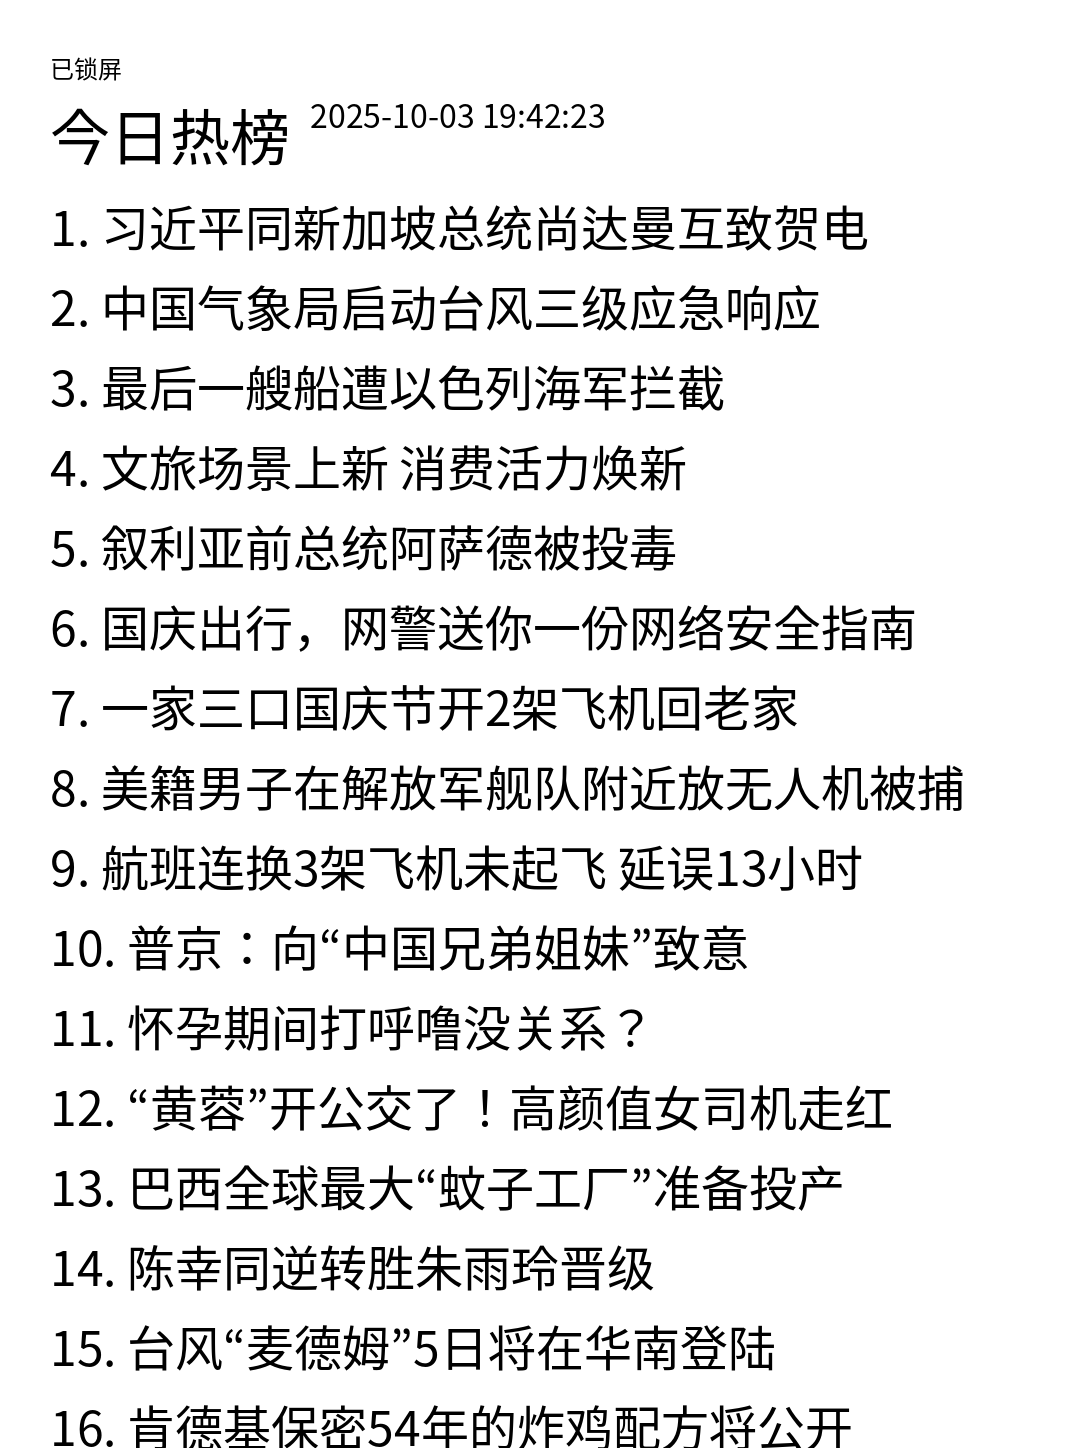 已锁屏
今日热榜 2025-10-03 19:42:23
1. 习近平同新加坡总统尚达曼互致贺电
2. 中国气象局启动台风三级应急响应
3. 最后一艘船遭以色列海军拦截
4. 文旅场景上新 消费活力焕新
5. 叙利亚前总统阿萨德被投毒
6. 国庆出行，网警送你一份网络安全指南
7. 一家三口国庆节开2架飞机回老家
8. 美籍男子在解放军舰队附近放无人机被捕
9. 航班连换3架飞机未起飞 延误13小时
10. 普京：向“中国兄弟姐妹”致意
11. 怀孕期间打呼噜没关系？
12. “黄蓉”开公交了！高颜值女司机走红
13. 巴西全球最大“蚊子工厂”准备投产
14. 陈幸同逆转胜朱雨玲晋级
15. 台风“麦德姆”5日将在华南登陆
16. 肯德基保密54年的炸鸡配方将公开